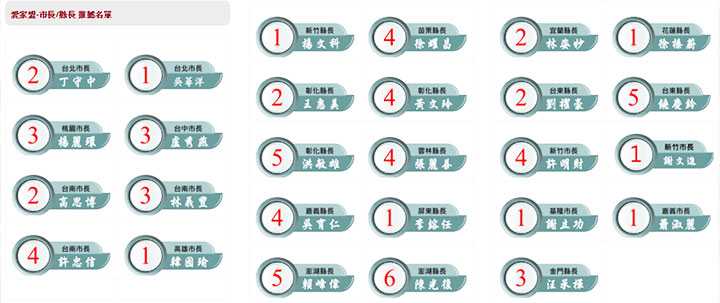 愛家盟-市長/縣長 推薦名單
2 台北市長 丁守中
1 台北市長 吳萼洋
3 桃園市長 楊麗環
3 台中市長 盧秀燕
2 台南市長 高思博
3 台南市長 林義豐
4 台南市長 許忠信
1 高雄市長 韓國瑜
1 新竹縣長 楊文科
4 苗栗縣長 徐耀昌
2 彰化縣長 王惠美
4 彰化縣長 黃文玲
5 彰化縣長 洪敏雄
4 雲林縣長 張麗善
4 嘉義縣長 吳育仁
1 屏東縣長 李鎔任
5 澎湖縣長 賴峰偉
6 澎湖縣長 陳光復
2 宜蘭縣長 林姿妙
1 花蓮縣長 徐榛蔚
2 台東縣長 劉櫂豪
5 台東縣長 饒慶鈴
4 新竹市長 許明財
1 新竹市長 謝文進
1 基隆市長 謝立功
1 嘉義市長 蕭淑麗
3 金門縣長 汪承樺